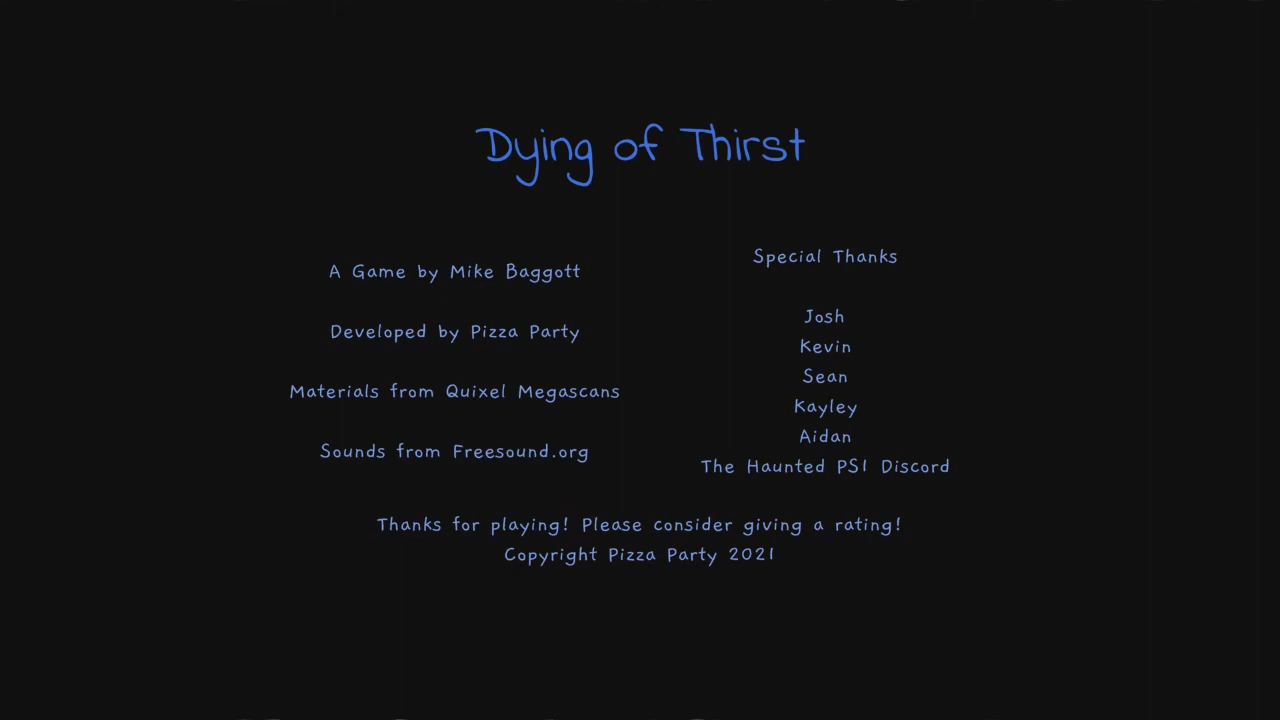 Dying of Thirst
A Game by Mike Baggott
Developed by Pizza Party
Materials from Quixel Megascans
Sounds from Freesound.org
Special Thanks
Josh
Kevin
Sean
Kayley
Aidan
The Haunted PS1 Discord
Thanks for playing! Please consider giving a rating!
Copyright Pizza Party 2021